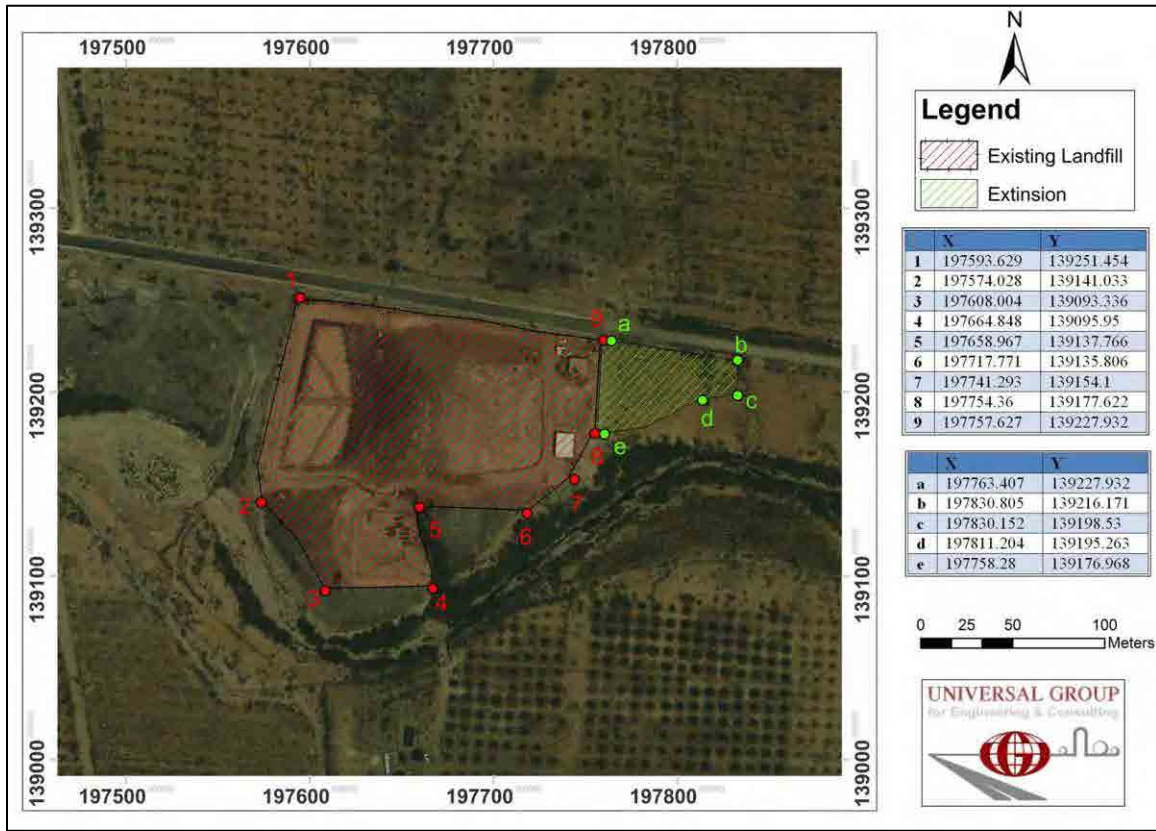 197500 197600 197700 197800
N
Legend
Existing Landfill
Extinsion
139300
139200
139100
139000
139300
139200
139100
139000
1
9
a
b
c
d
e
8
7
2
5
6
3
4
X Y
1 197593.629 139251.454
2 197574.028 139141.033
3 197608.004 139093.336
4 197664.848 139095.95
5 197658.967 139137.766
6 197717.771 139135.806
7 197741.293 139154.1
8 197754.36 139177.622
9 197757.627 139227.932
X Y
a 197763.407 139227.932
b 197830.805 139216.171
c 197830.152 139198.53
d 197811.204 139195.263
e 197758.28 139176.968
0 25 50 100
Meters
UNIVERSAL GROUP
for Engineering & Consulting
197500 197600 197700 197800